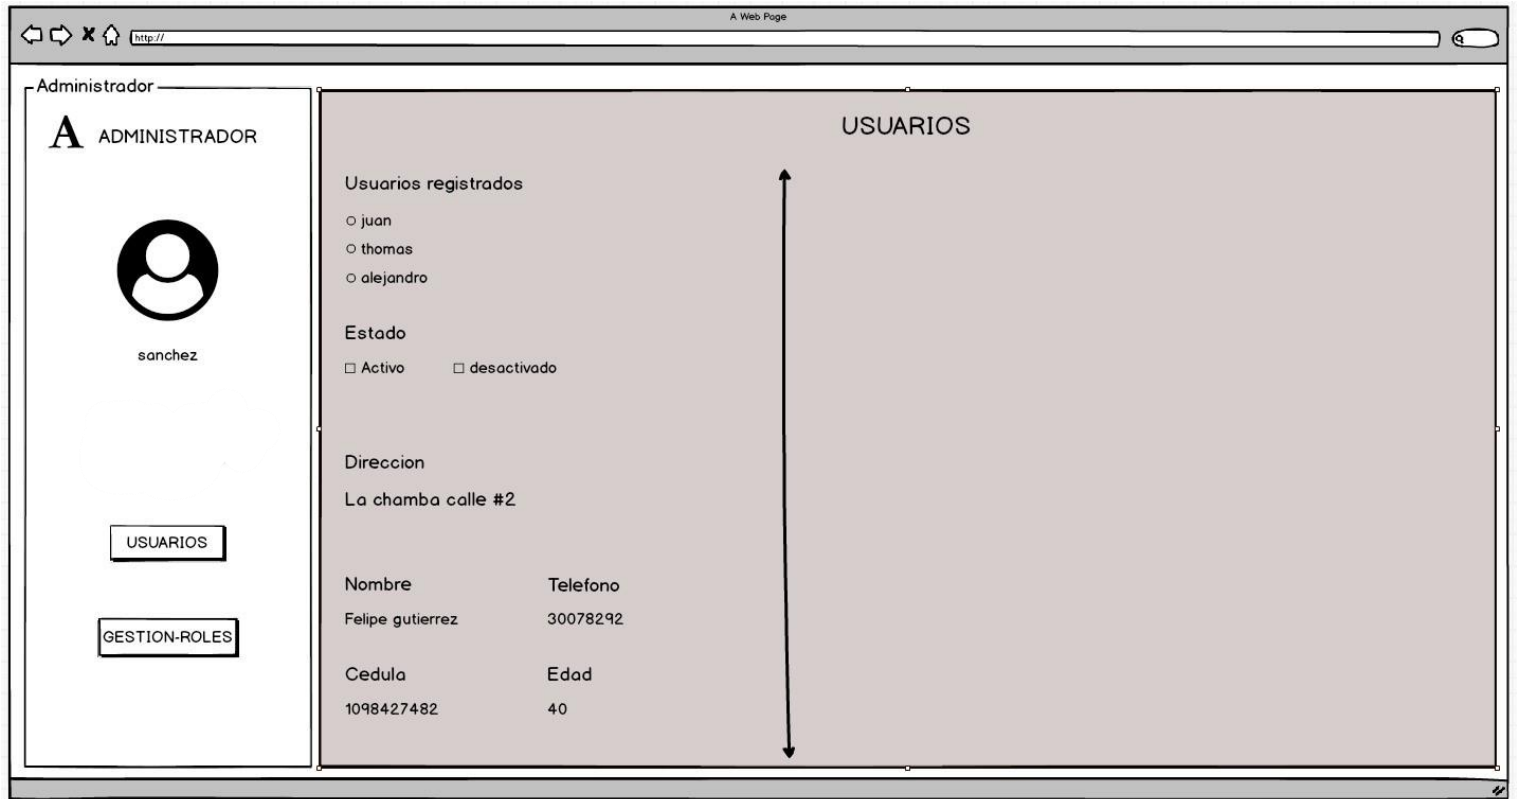 A Web Page
http://
Administrador
A ADMINISTRADOR
sanchez
USUARIOS
GESTION-ROLES
USUARIOS
Usuarios registrados
juan
thomas
alejandro
Estado
Activo desactivado
Direccion
La chamba calle #2
Nombre Telefono
Felipe gutierrez 30078292
Cedula Edad
1098427482 40